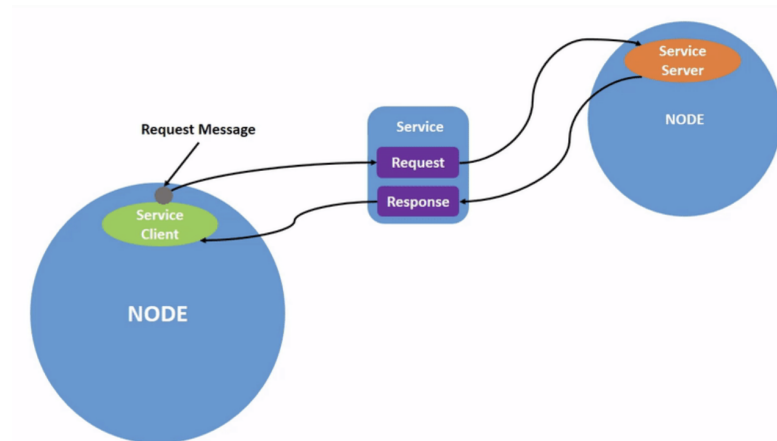 Service
Server
NODE
Service
Request Message
Request
Response
Service
Client
NODE